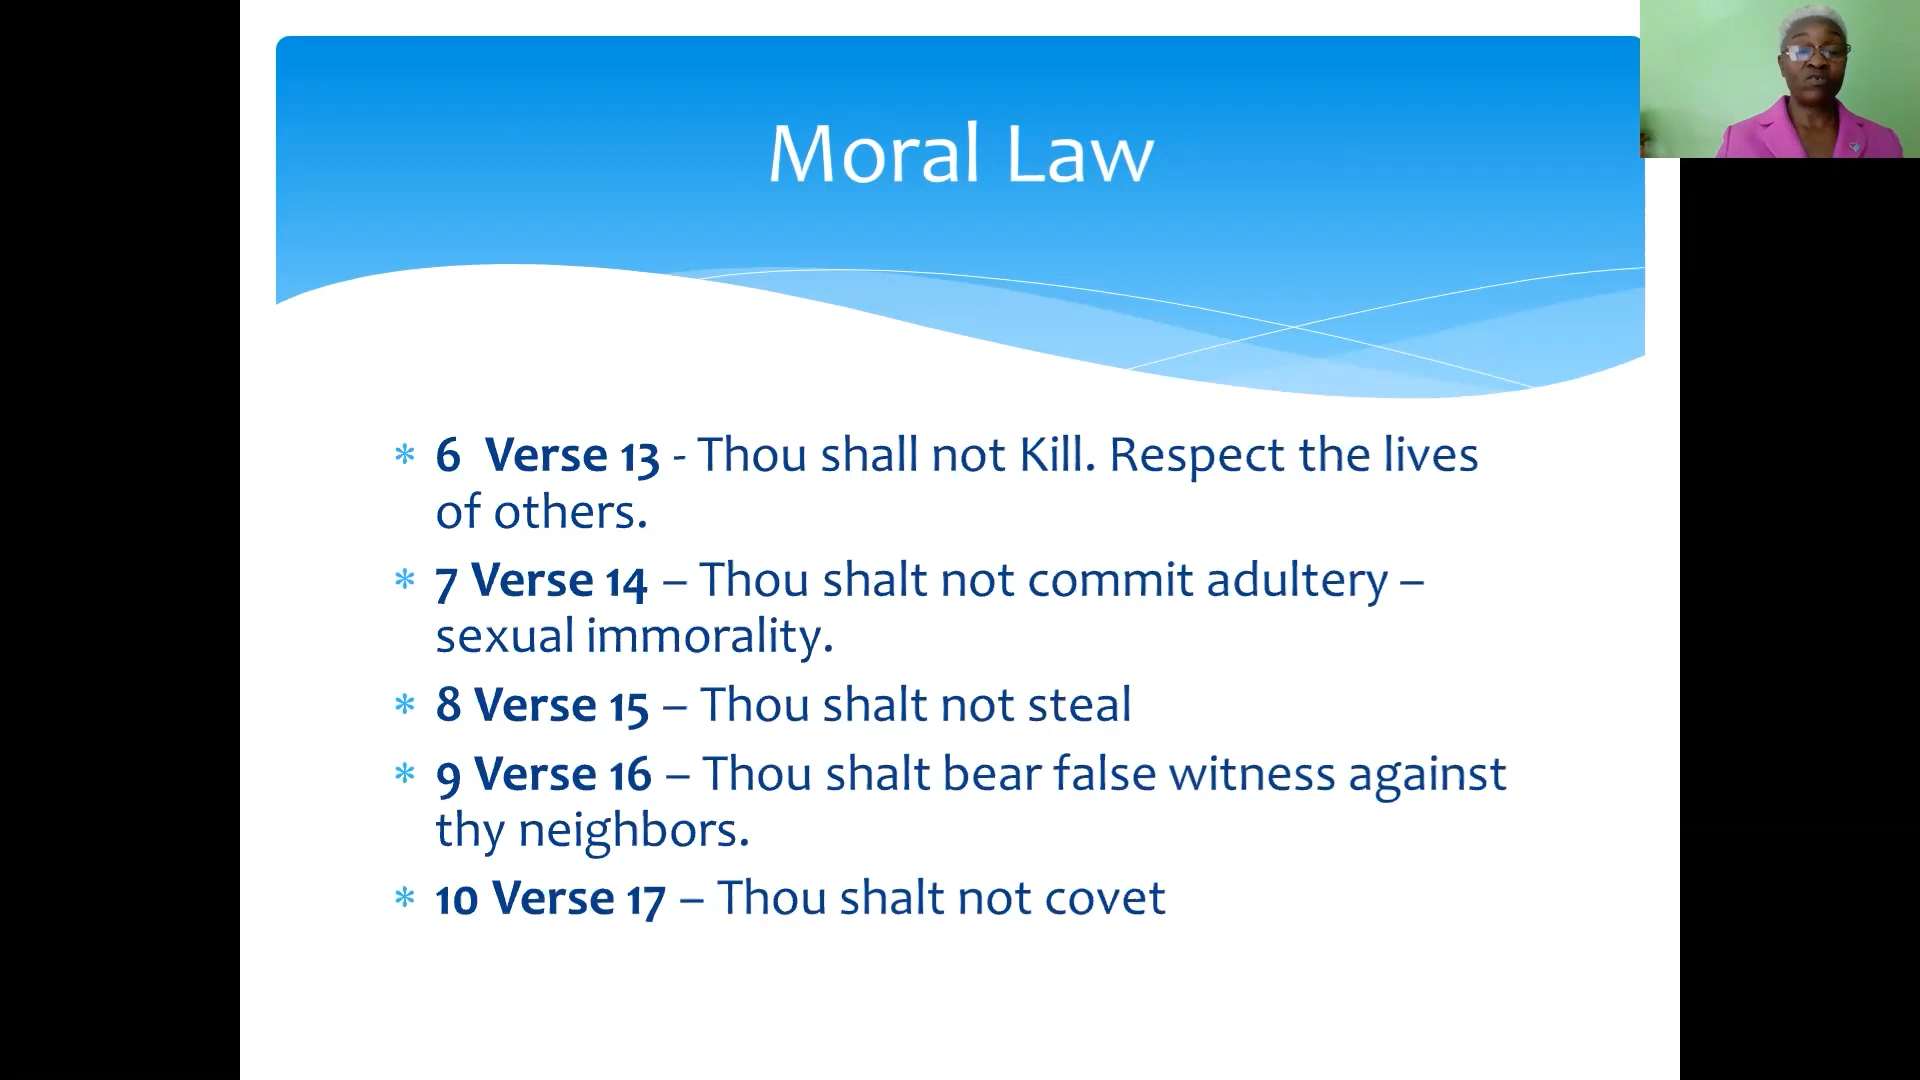 Moral Law
* 6  Verse 13 - Thou shall not Kill. Respect the lives
of others.
* 7 Verse 14 – Thou shalt not commit adultery –
sexual immorality.
* 8 Verse 15 – Thou shalt not steal
* 9 Verse 16 – Thou shalt bear false witness against
thy neighbors.
* 10 Verse 17 – Thou shalt not covet